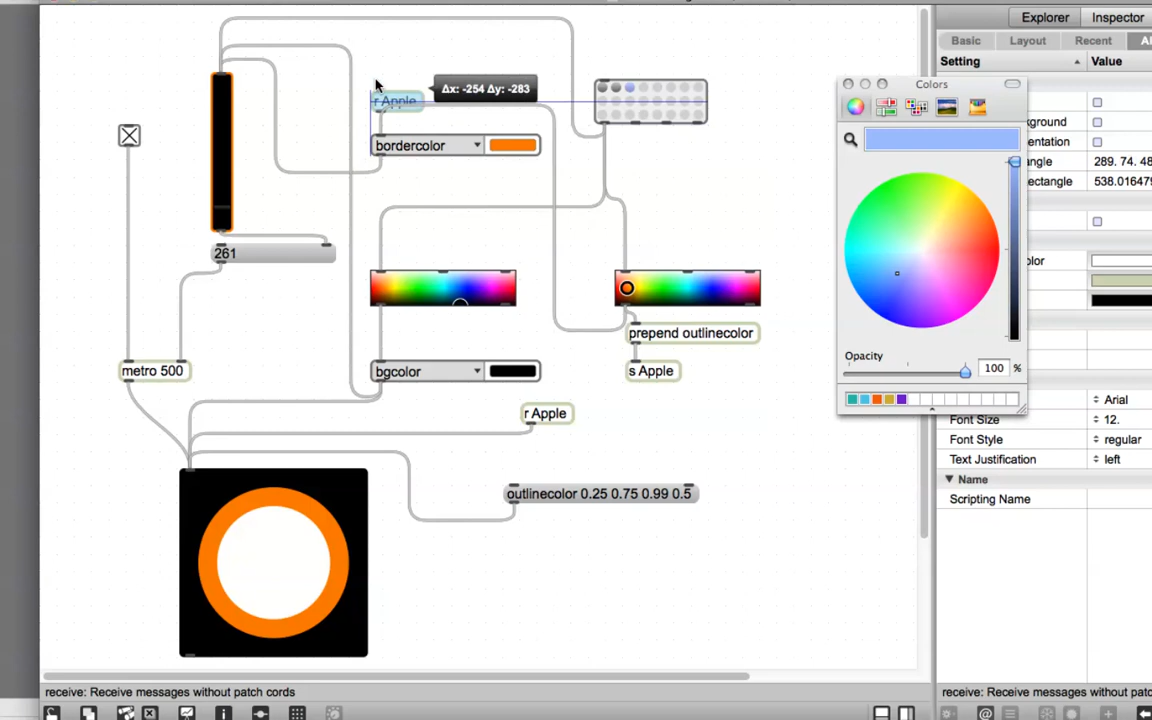 Explorer
Inspector
Basic
Layout
Recent
Setting
Value
r Apple
Δx: -254 Δy: -283
Colors
bordercolor
ckground
entation
angle
289. 74. 48
ectangle
538.016479
261
olor
metro 500
bgcolor
prepend outlinecolor
s Apple
Opacity
100
%
r Apple
Arial
Font Size
12.
Font Style
regular
Text Justification
left
Name
Scripting Name
outlinecolor 0.25 0.75 0.99 0.5
receive: Receive messages without patch cords
receive: Receive messages without patc